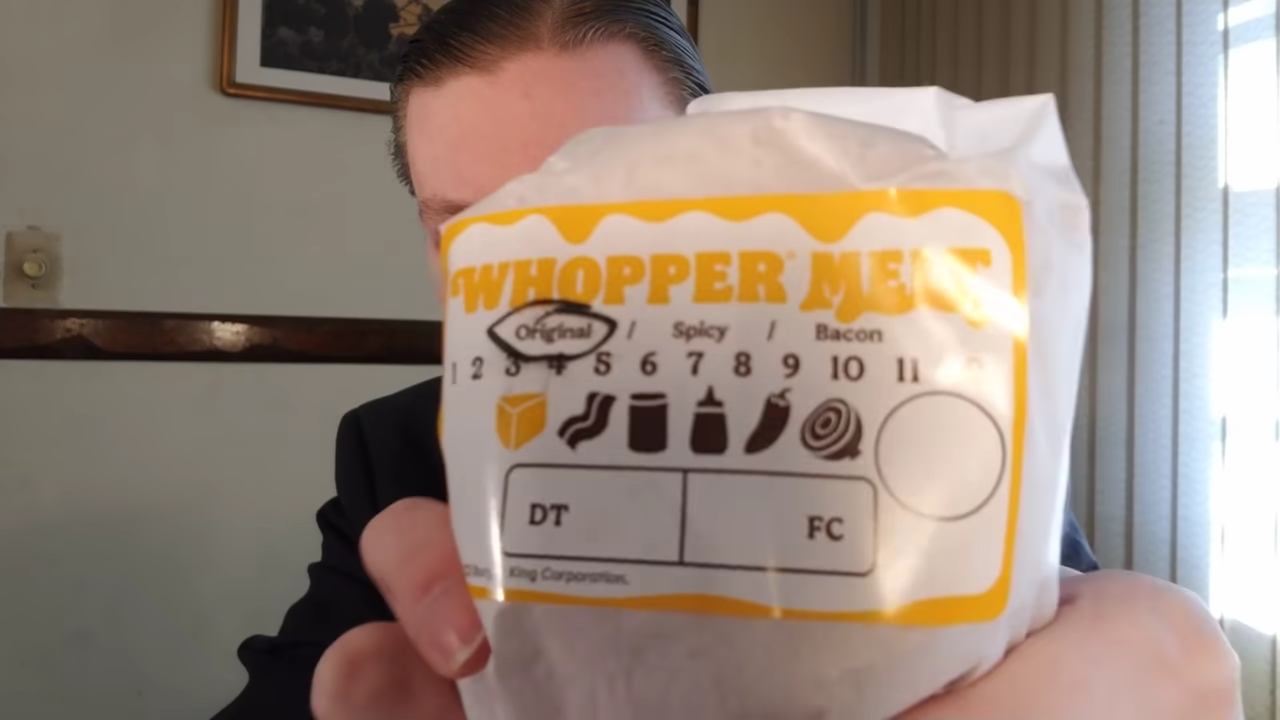 WHOPPER® MELT
Original / Spicy / Bacon
1 2 3 4 5 6 7 8 9 10 11
DT FC
King Corporation.